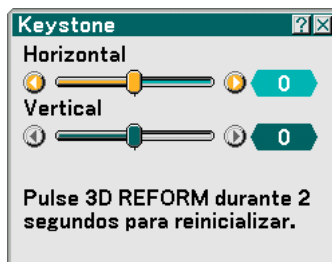 Keystone
Horizontal
0
Vertical
0
Pulse 3D REFORM durante 2
segundos para reinicializar.